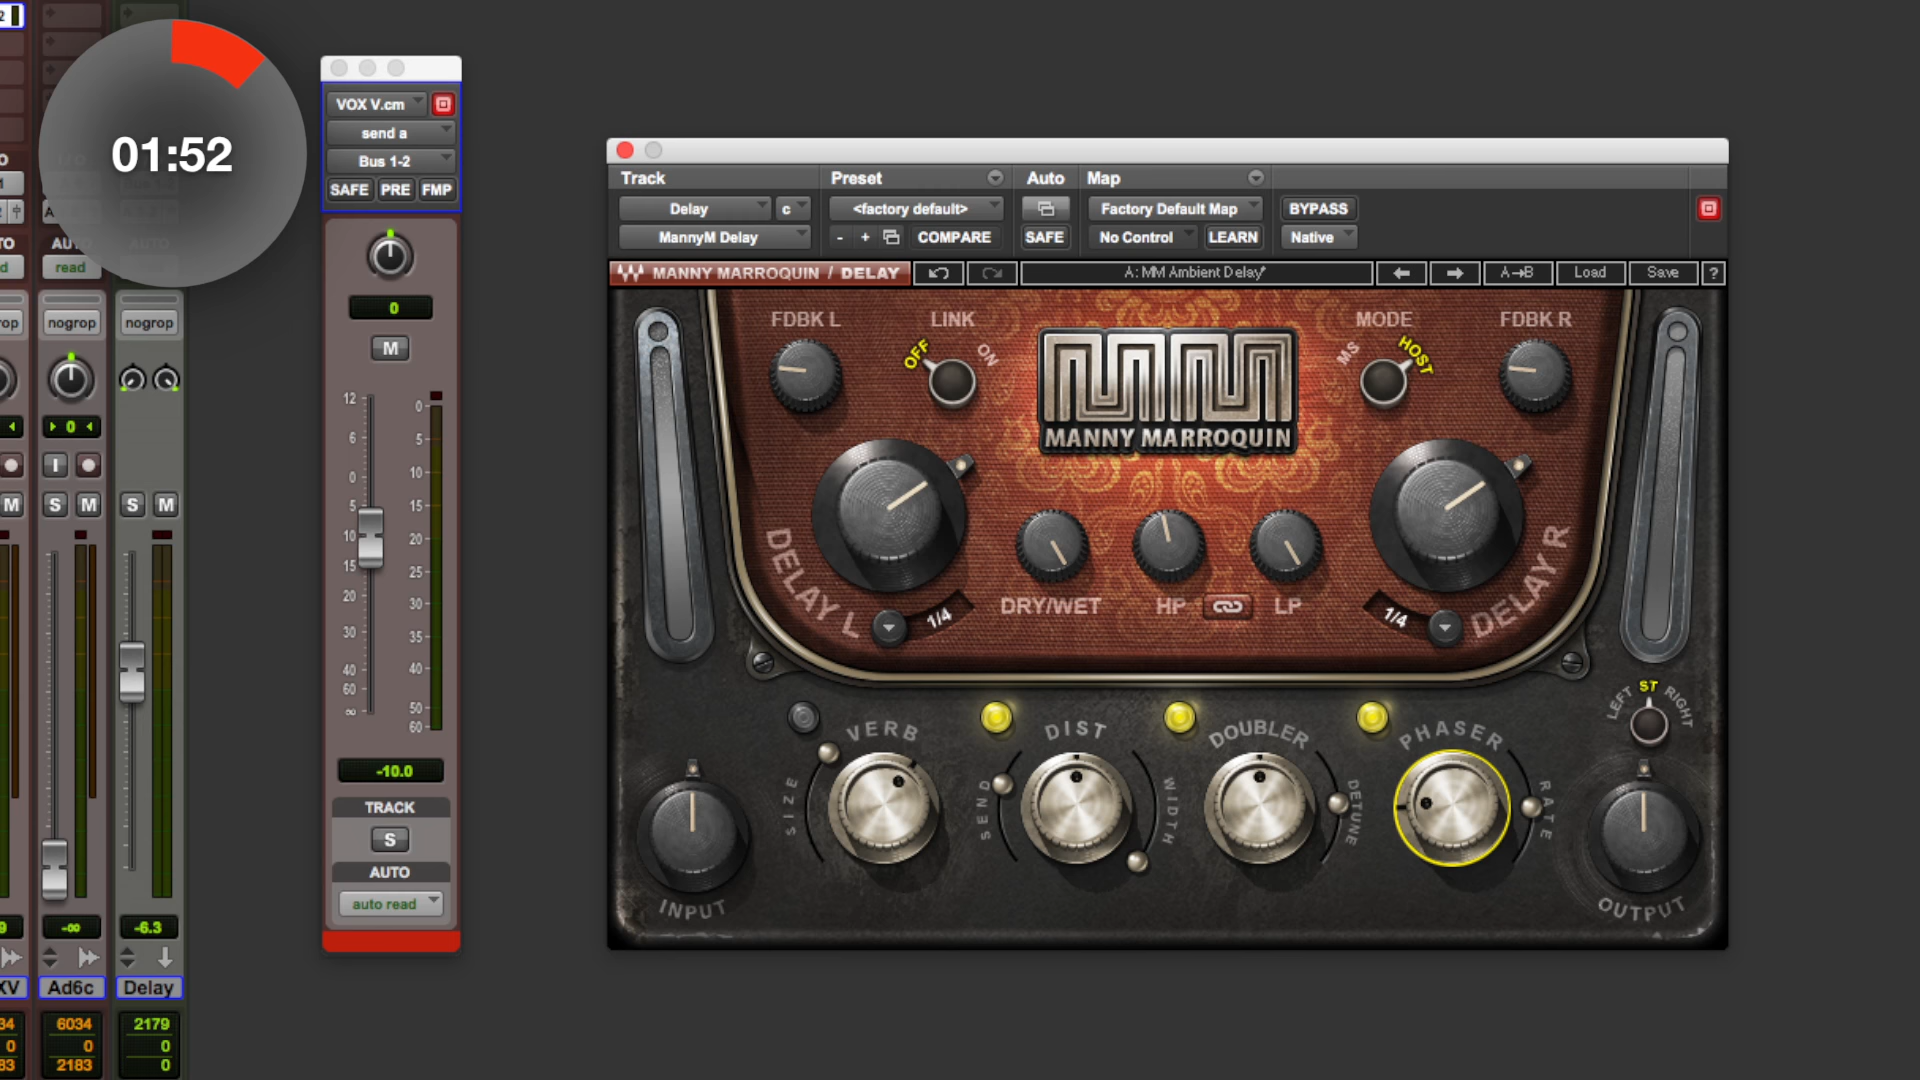 01:52
VOX V.cm
send a
Bus 1-2
SAFE PRE FMP
0
M
12
6
0
5
10
15
20
30
40
60
∞
0
5
10
15
20
25
30
35
40
50
60
-10.0
TRACK
S
AUTO
auto read
AUTO
read
nogrop
nogrop
0
I
S M
S M
M
-∞
-6.3
Ad6c
Delay
6034
0
2183
2179
0
0
Track Preset Auto Map
Delay c <factory default> Factory Default Map BYPASS
MannyM Delay - + COMPARE SAFE No Control LEARN Native
MANNY MARROQUIN / DELAY A: MM Ambient Delay* A→B Load Save ?
FDBK L LINK MODE FDBK R
OFF ON MS HOST
MANNY MARROQUIN
DELAY L 1/4 DRY/WET HP LP 1/4 DELAY R
LEFT ST RIGHT
VERB DIST DOUBLER PHASER
SIZE SEND WIDTH DETUNE RATE
INPUT OUTPUT